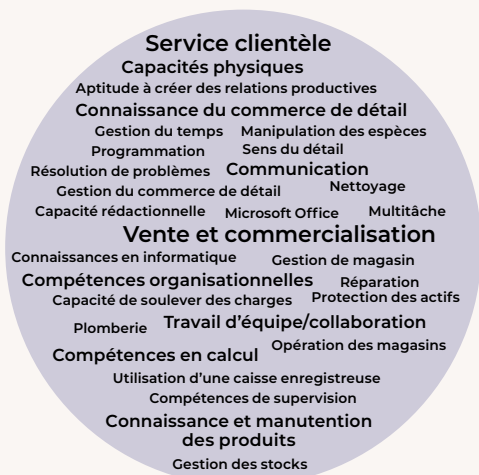 Service clientèle
Capacités physiques
Aptitude à créer des relations productives
Connaissance du commerce de détail
Gestion du temps Manipulation des espèces
Programmation Sens du détail
Résolution de problèmes Communication
Gestion du commerce de détail Nettoyage
Capacité rédactionnelle Microsoft Office Multitâche
Vente et commercialisation
Connaissances en informatique Gestion de magasin
Compétences organisationnelles Réparation
Capacité de soulever des charges Protection des actifs
Plomberie Travail d’équipe/collaboration
Compétences en calcul Opération des magasins
Utilisation d’une caisse enregistreuse
Compétences de supervision
Connaissance et manutention
des produits
Gestion des stocks